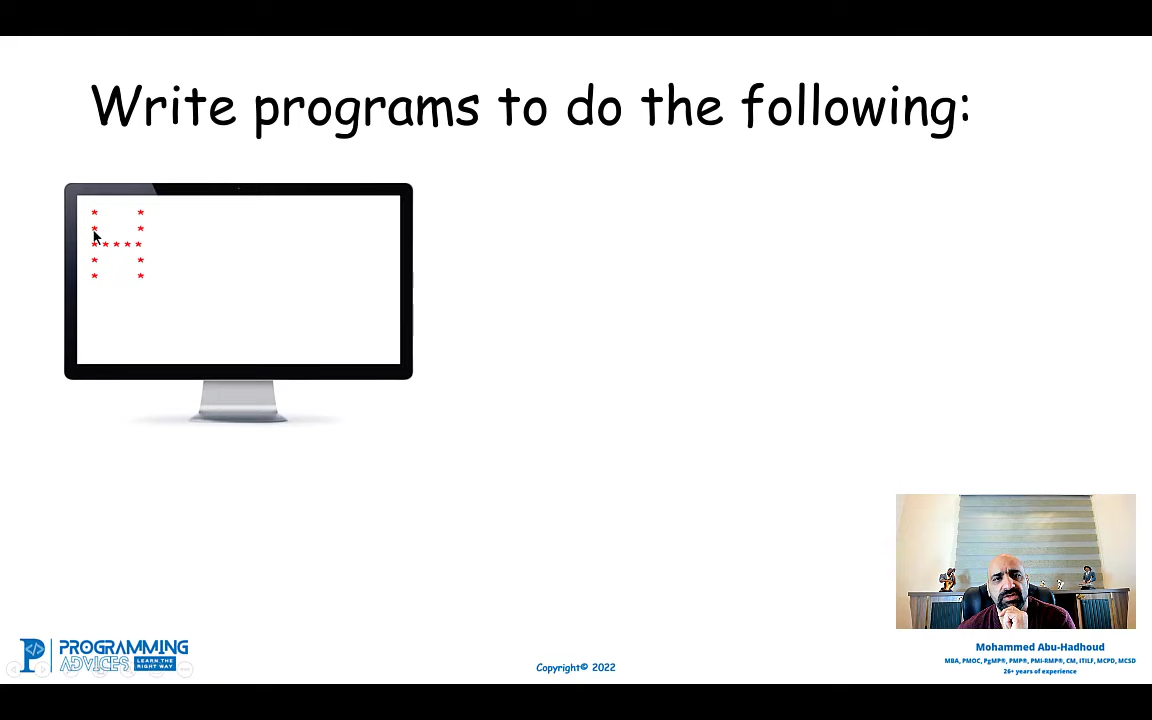 Write programs to do the following:
*     *
*     *
* * * * *
*     *
*     *
PROGRAMMING
ADVICES LEARN THE RIGHT WAY
Copyright© 2022
Mohammed Abu-Hadhoud
MBA, PMOC, PgMP®, PMP®, PMI-RMP®, CM, ITILF, MCPD, MCSD
26+ years of experience